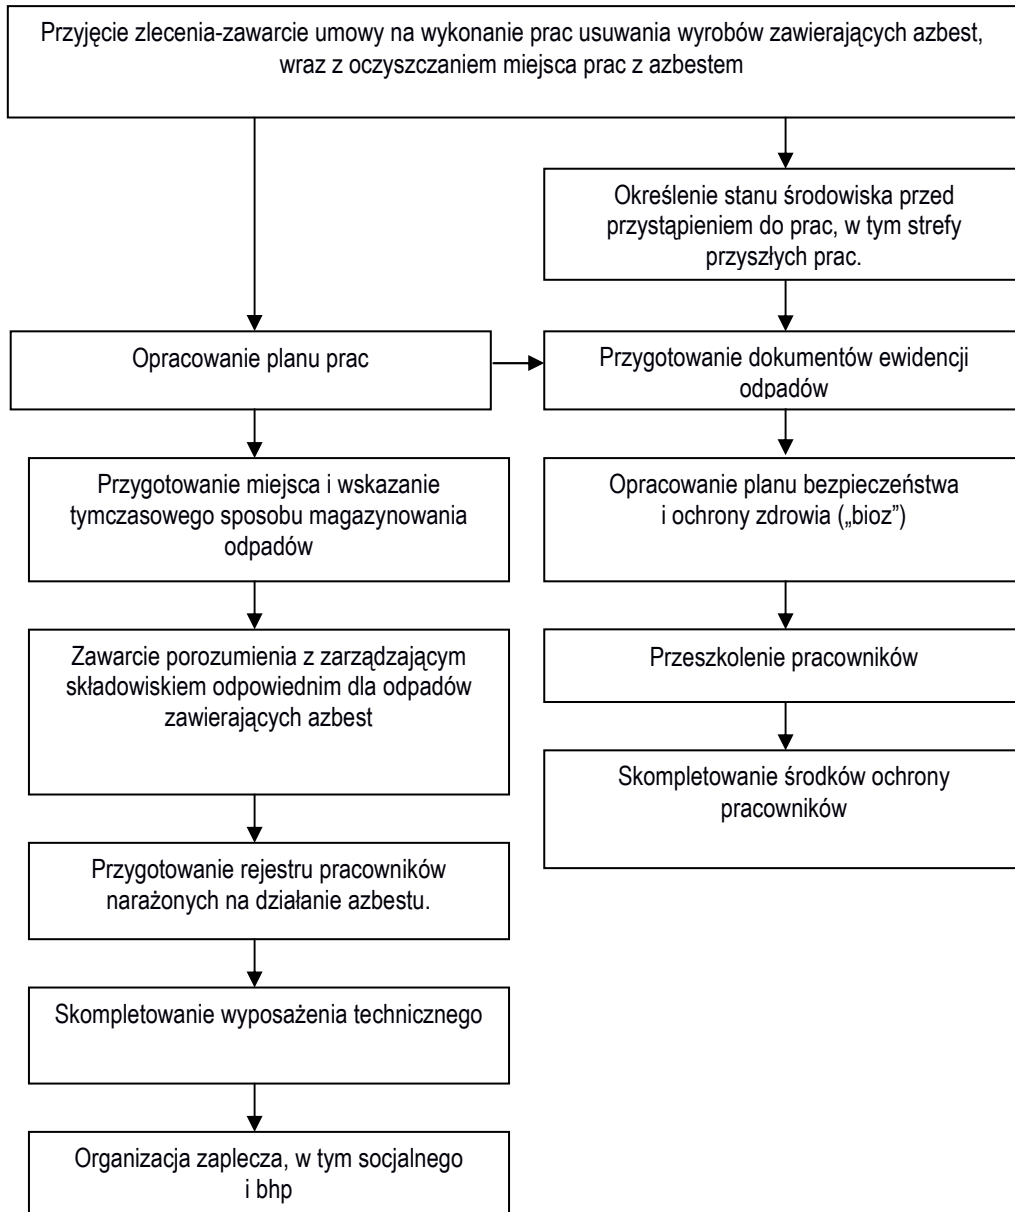 Przyjęcie zlecenia-zawarcie umowy na wykonanie prac usuwania wyrobów zawierających azbest,
wraz z oczyszczaniem miejsca prac z azbestem
Określenie stanu środowiska przed
przystąpieniem do prac, w tym strefy
przyszłych prac.
Opracowanie planu prac
Przygotowanie dokumentów ewidencji
odpadów
Przygotowanie miejsca i wskazanie
tymczasowego sposobu magazynowania
odpadów
Opracowanie planu bezpieczeństwa
i ochrony zdrowia („bioz”)
Zawarcie porozumienia z zarządzającym
składowiskiem odpowiednim dla odpadów
zawierających azbest
Przeszkolenie pracowników
Skompletowanie środków ochrony
pracowników
Przygotowanie rejestru pracowników
narażonych na działanie azbestu.
Skompletowanie wyposażenia technicznego
Organizacja zaplecza, w tym socjalnego
i bhp